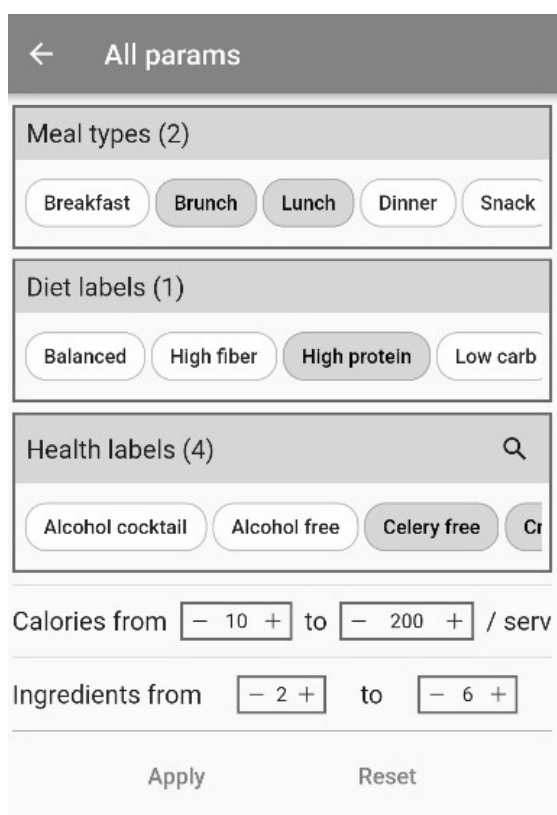 All params
Meal types (2)
Breakfast Brunch Lunch Dinner Snack
Diet labels (1)
Balanced High fiber High protein Low carb
Health labels (4)
Alcohol cocktail Alcohol free Celery free
Calories from − 10 + to − 200 + / serv
Ingredients from − 2 + to − 6 +
Apply Reset